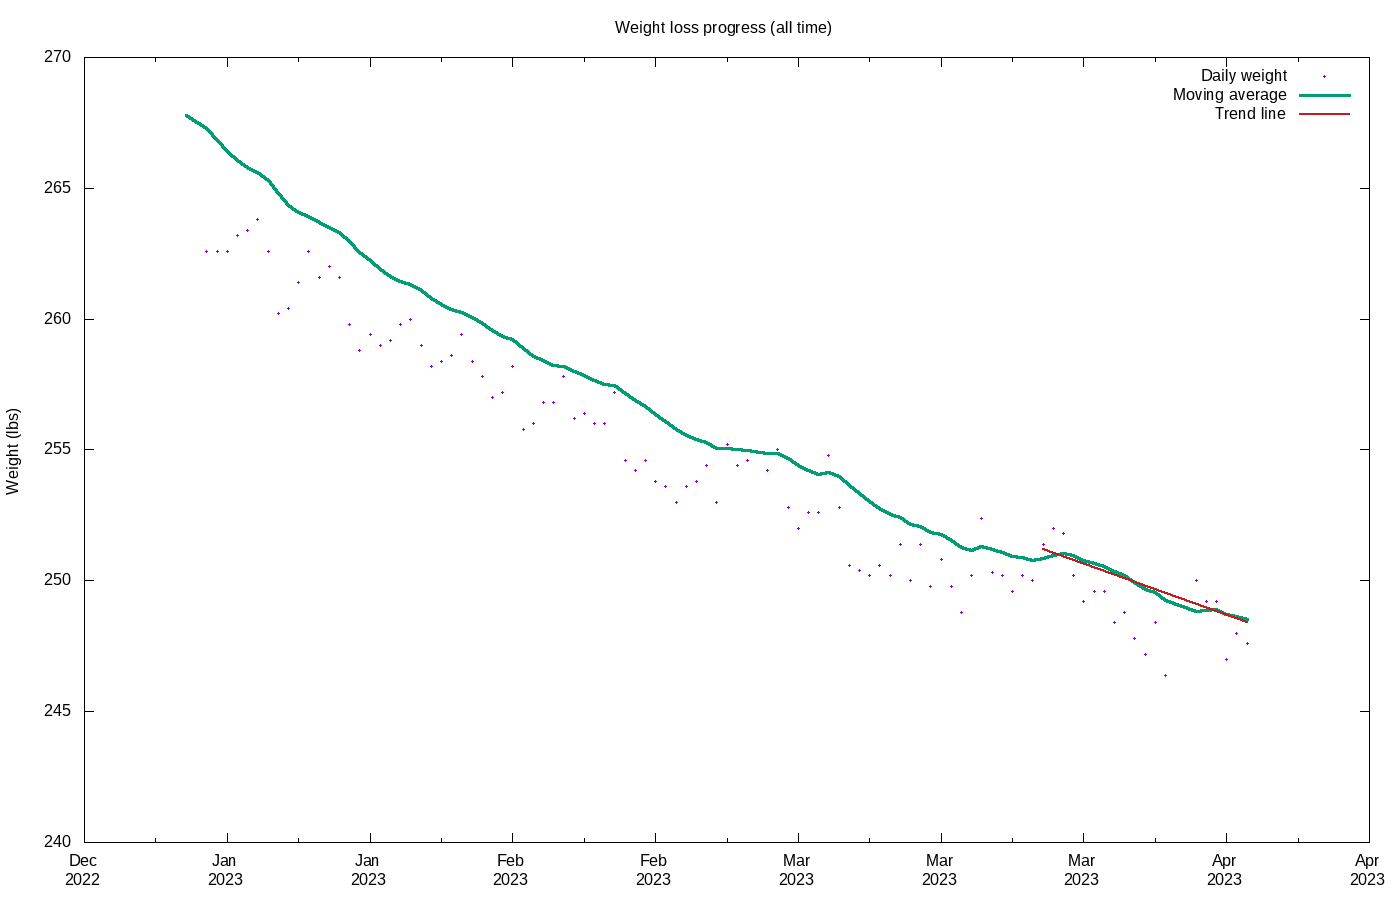 Weight loss progress (all time)
270
265
260
255
250
245
240
Weight (lbs)
Daily weight
Moving average
Trend line
Dec Jan Jan Feb Feb Mar Mar Mar Apr Apr
2022 2023 2023 2023 2023 2023 2023 2023 2023 2023